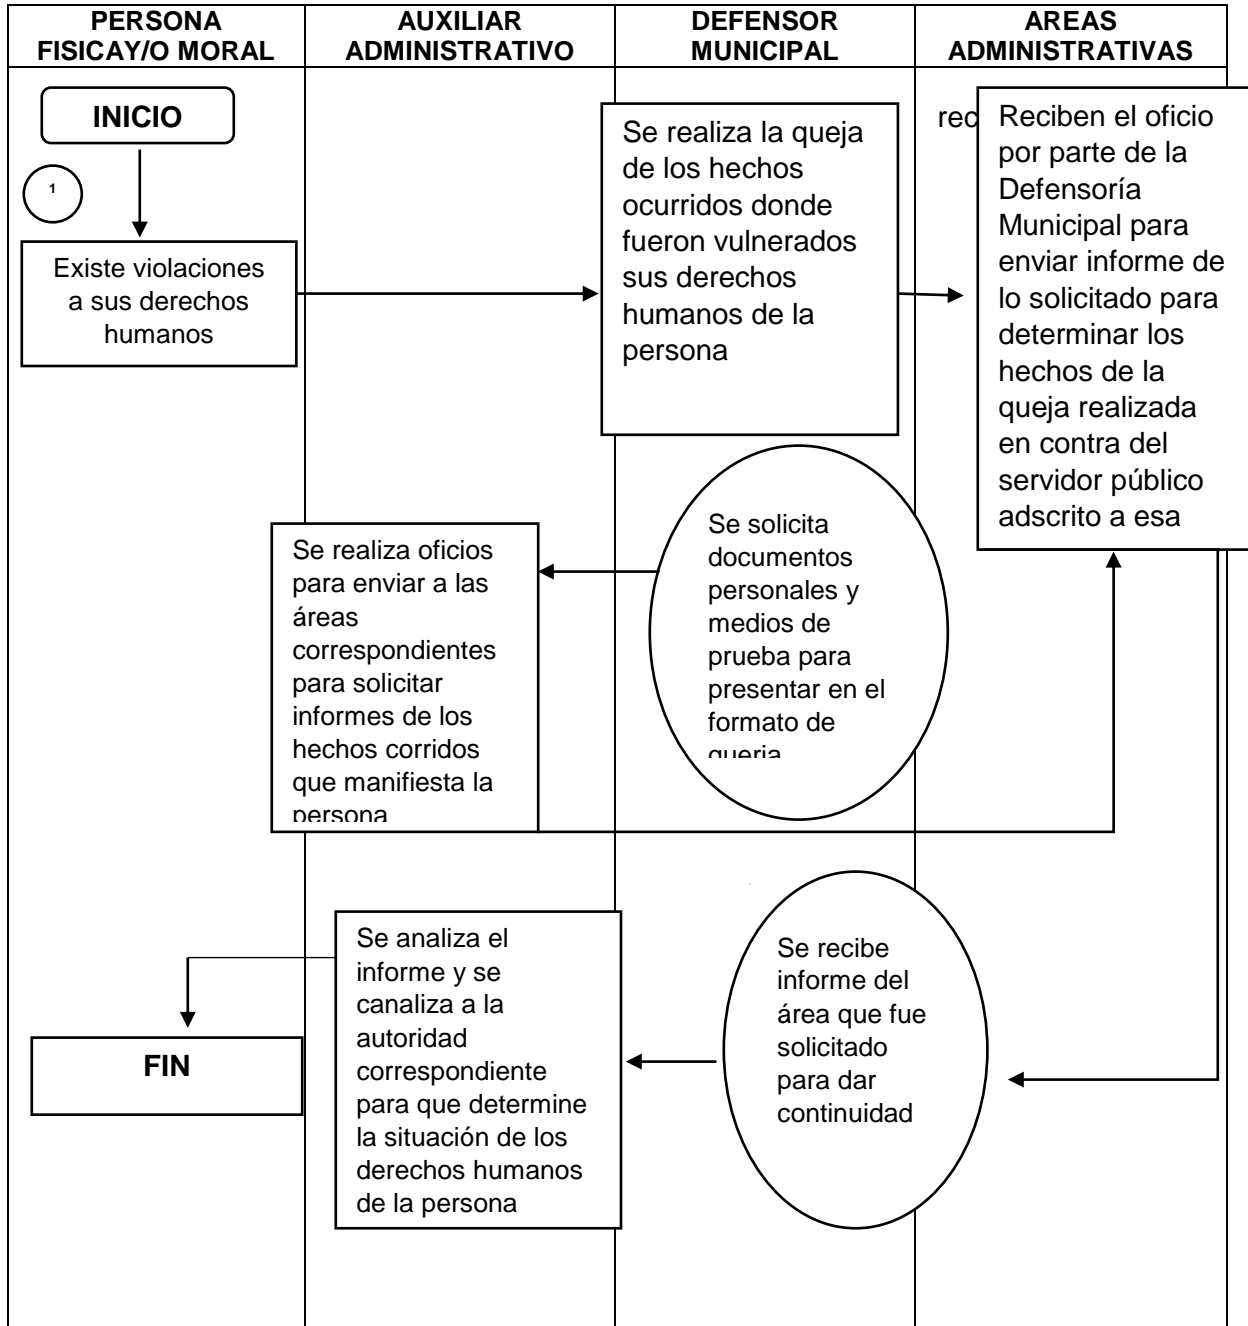 PERSONA
FISICAY/O MORAL
AUXILIAR
ADMINISTRATIVO
DEFENSOR
MUNICIPAL
AREAS
ADMINISTRATIVAS
INICIO
1
Existe violaciones
a sus derechos
humanos
Se realiza la queja
de los hechos
ocurridos donde
fueron vulnerados
sus derechos
humanos de la
persona
rec
Reciben el oficio
por parte de la
Defensoría
Municipal para
enviar informe de
lo solicitado para
determinar los
hechos de la
queja realizada
en contra del
servidor público
adscrito a esa
Se solicita
documentos
personales y
medios de
prueba para
presentar en el
formato de
queria
Se realiza oficios
para enviar a las
áreas
correspondientes
para solicitar
informes de los
hechos corridos
que manifiesta la
persona
Se recibe
informe del
área que fue
solicitado
para dar
continuidad
Se analiza el
informe y se
canaliza a la
autoridad
correspondiente
para que determine
la situación de los
derechos humanos
de la persona
FIN